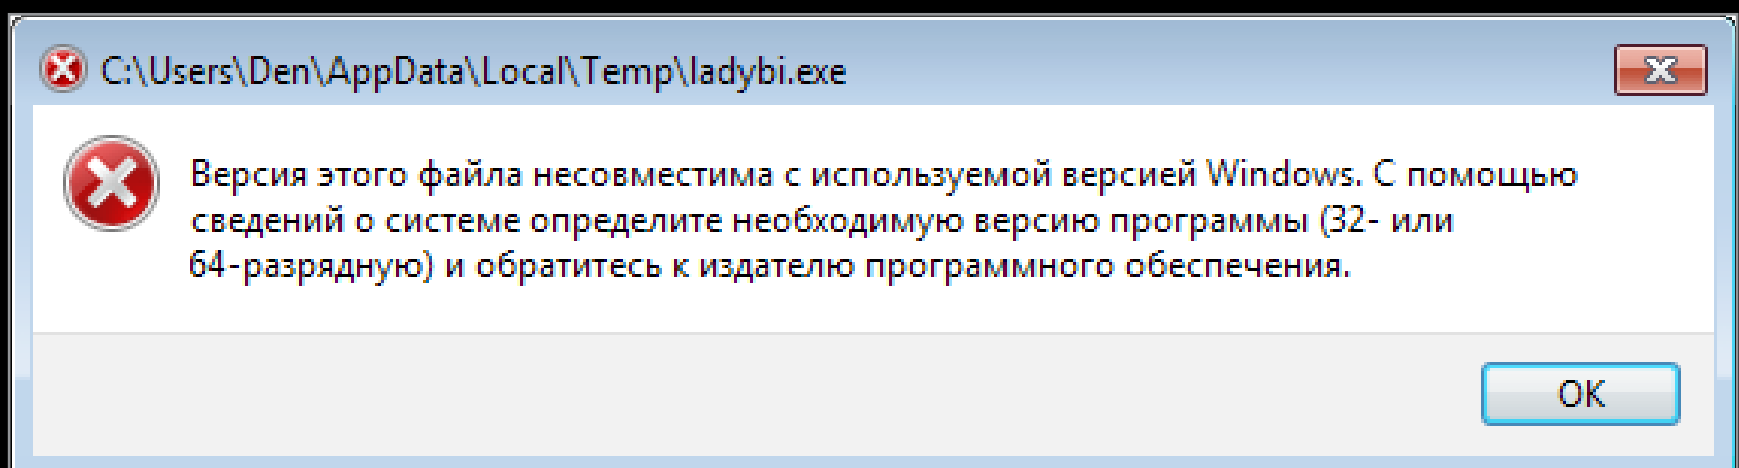 C:\Users\Den\AppData\Local\Temp\ladybi.exe
Версия этого файла несовместима с используемой версией Windows. С помощью
сведений о системе определите необходимую версию программы (32- или
64-разрядную) и обратитесь к издателю программного обеспечения.
OK